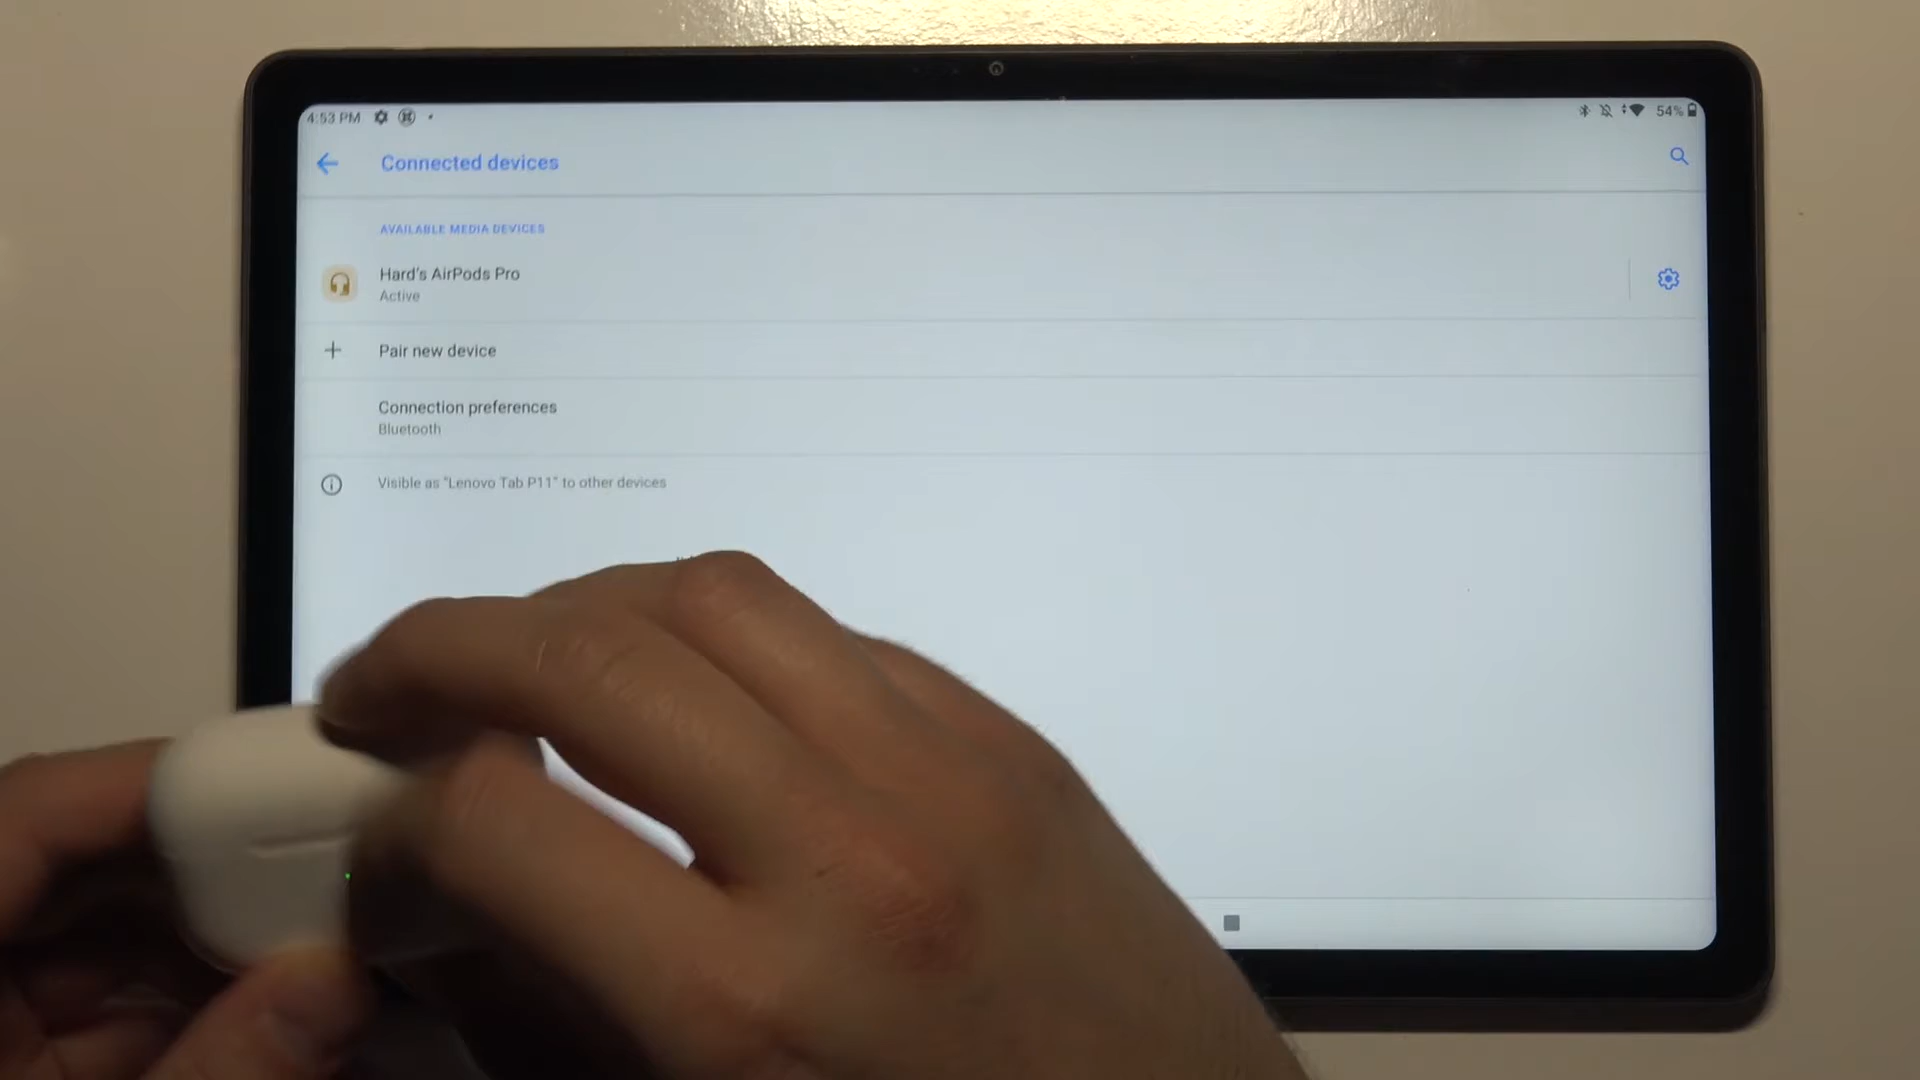 4:53 PM
54%
Connected devices
AVAILABLE MEDIA DEVICES
Hard's AirPods Pro
Active
Pair new device
Connection preferences
Bluetooth
Visible as "Lenovo Tab P11" to other devices